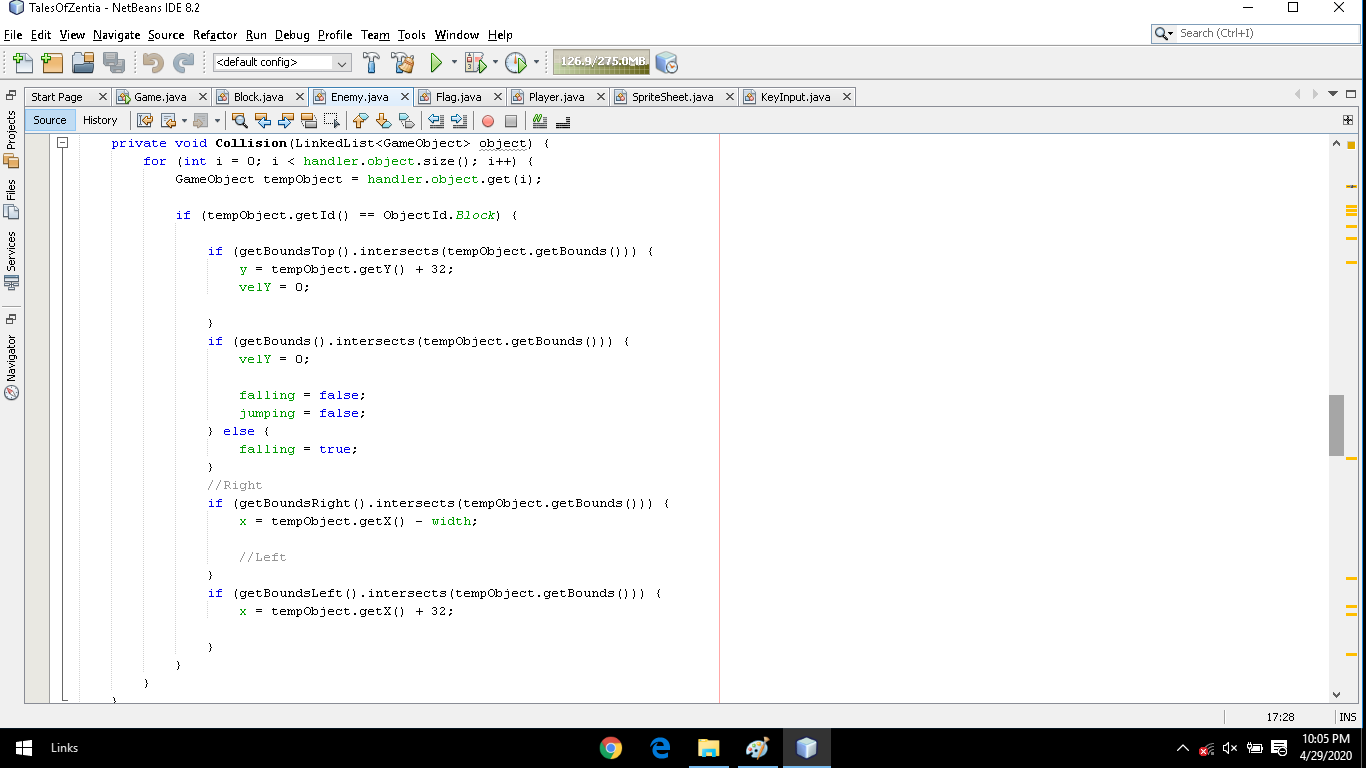 TalesOfZentia - NetBeans IDE 8.2
File Edit View Navigate Source Refactor Run Debug Profile Team Tools Window Help
Search (Ctrl+I)
<default config>
126.9/275.0MB
Start Page
Game.java
Block.java
Enemy.java
Flag.java
Player.java
SpriteSheet.java
KeyInput.java
Source
History
Projects
Files
Services
Navigator
private void Collision(LinkedList<GameObject> object) {
for (int i = 0; i < handler.object.size(); i++) {
GameObject tempObject = handler.object.get(i);
if (tempObject.getId() == ObjectId.Block) {
if (getBoundsTop().intersects(tempObject.getBounds())) {
y = tempObject.getY() + 32;
velY = 0;
}
if (getBounds().intersects(tempObject.getBounds())) {
velY = 0;
falling = false;
jumping = false;
} else {
falling = true;
}
//Right
if (getBoundsRight().intersects(tempObject.getBounds())) {
x = tempObject.getX() - width;
//Left
}
if (getBoundsLeft().intersects(tempObject.getBounds())) {
x = tempObject.getX() + 32;
}
}
}
}
17:28
INS
Links
10:05 PM
4/29/2020